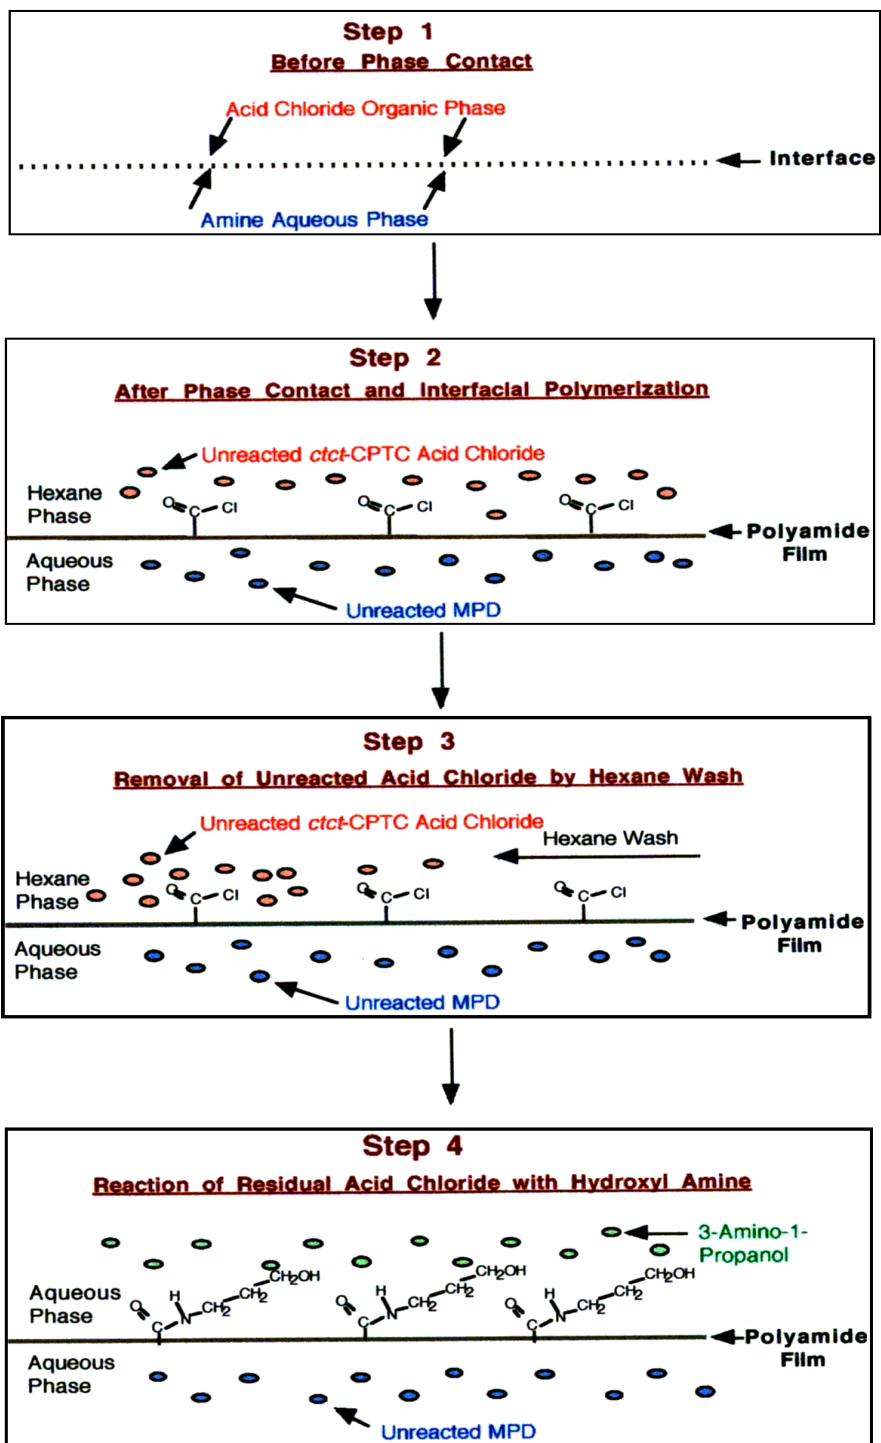 Step 1
Before Phase Contact
Acid Chloride Organic Phase
Interface
Amine Aqueous Phase
Step 2
After Phase Contact and Interfacial Polymerization
Unreacted ctct-CPTC Acid Chloride
Hexane
Phase
O C Cl
O C Cl
O C Cl
Polyamide
Film
Aqueous
Phase
Unreacted MPD
Step 3
Removal of Unreacted Acid Chloride by Hexane Wash
Unreacted ctct-CPTC Acid Chloride
Hexane Wash
Hexane
Phase
O C Cl
O C Cl
O C Cl
Polyamide
Film
Aqueous
Phase
Unreacted MPD
Step 4
Reaction of Residual Acid Chloride with Hydroxyl Amine
3-Amino-1-
Propanol
Aqueous
Phase
O C N H CH2 CH2 CH2OH
O C N H CH2 CH2 CH2OH
O C N H CH2 CH2 CH2OH
Polyamide
Film
Aqueous
Phase
Unreacted MPD